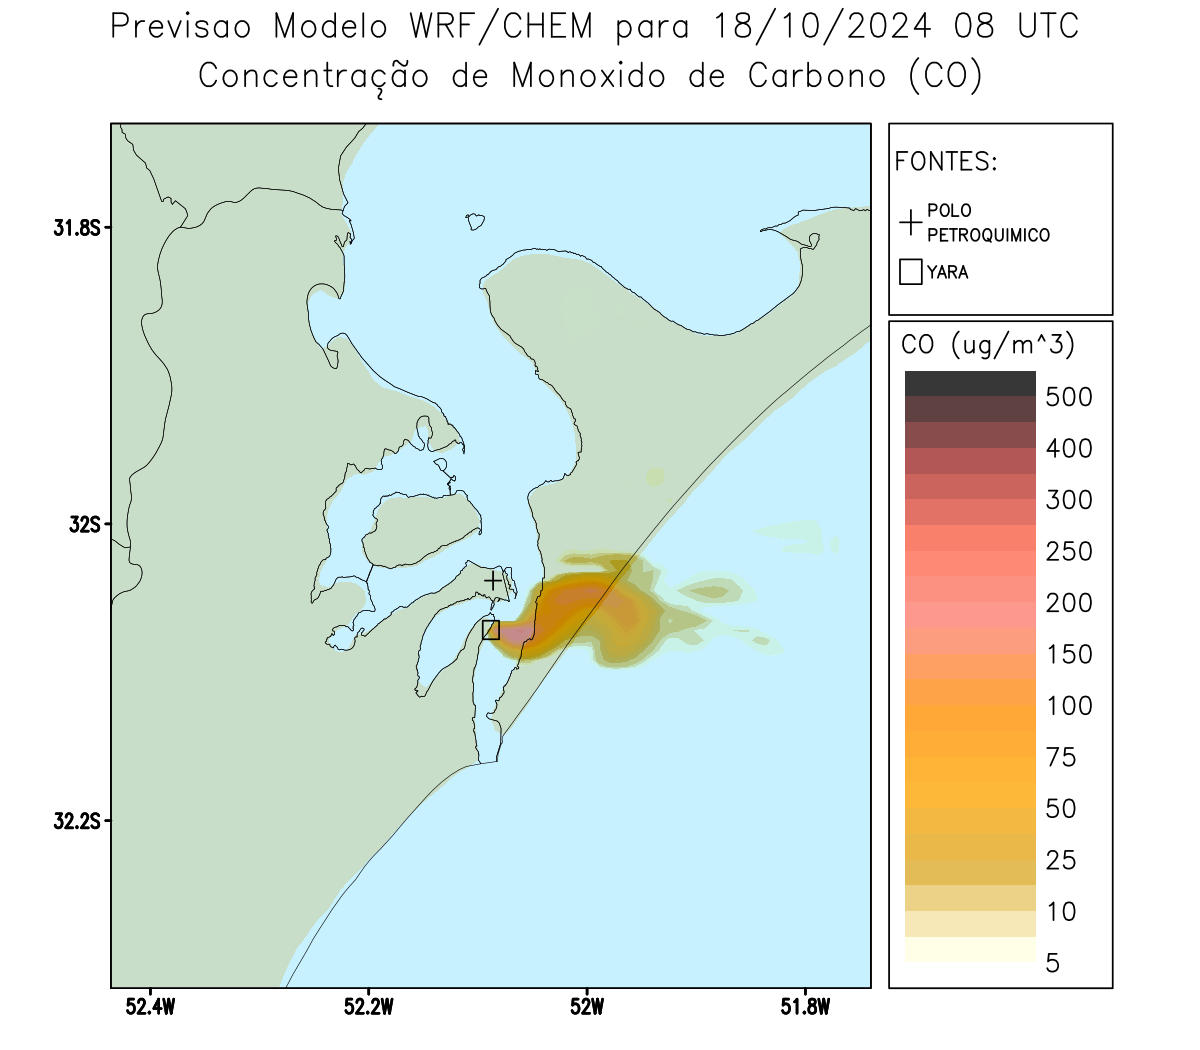 Previsao Modelo WRF/CHEM para 18/10/2024 08 UTC
Concentração de Monoxido de Carbono (CO)
FONTES:
POLO
PETROQUIMICO
YARA
31.8S
32S
32.2S
52.4W
52.2W
52W
51.8W
CO (ug/m^3)
500
400
300
250
200
150
100
75
50
25
10
5